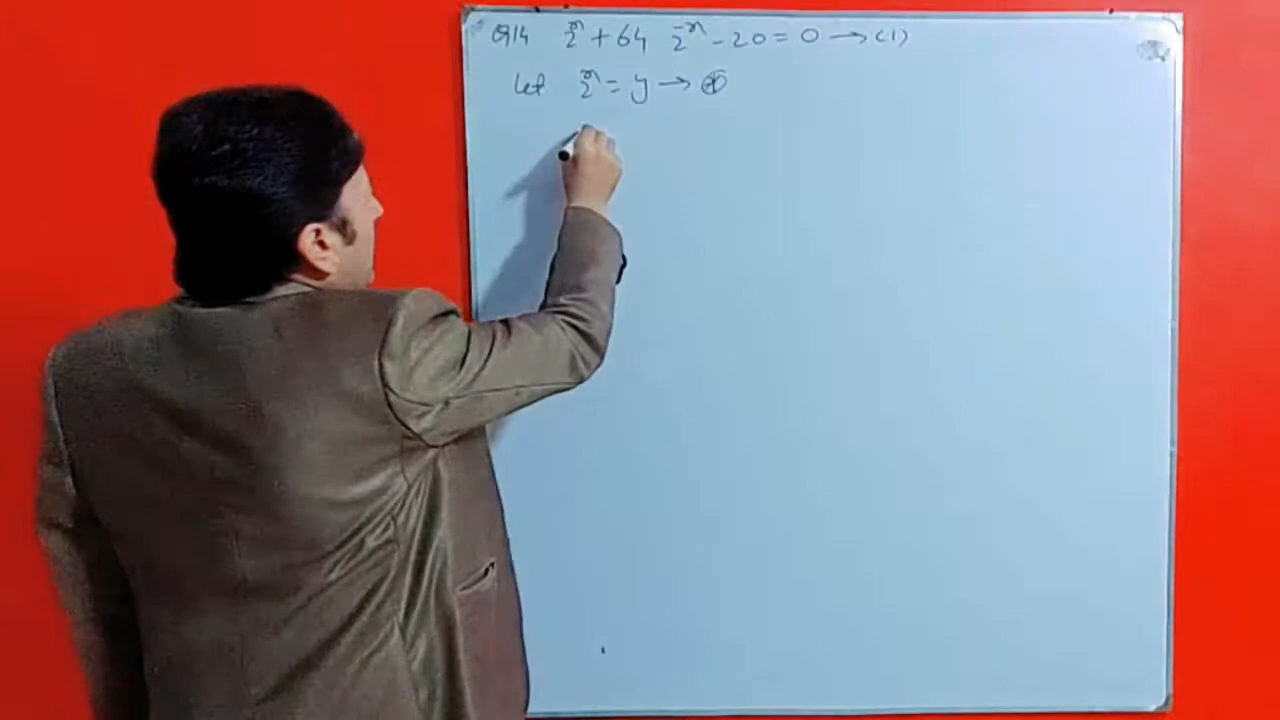 Q14 2^x + 64 2^-x - 20 = 0 → (1)
Let 2^x = y → ⊛